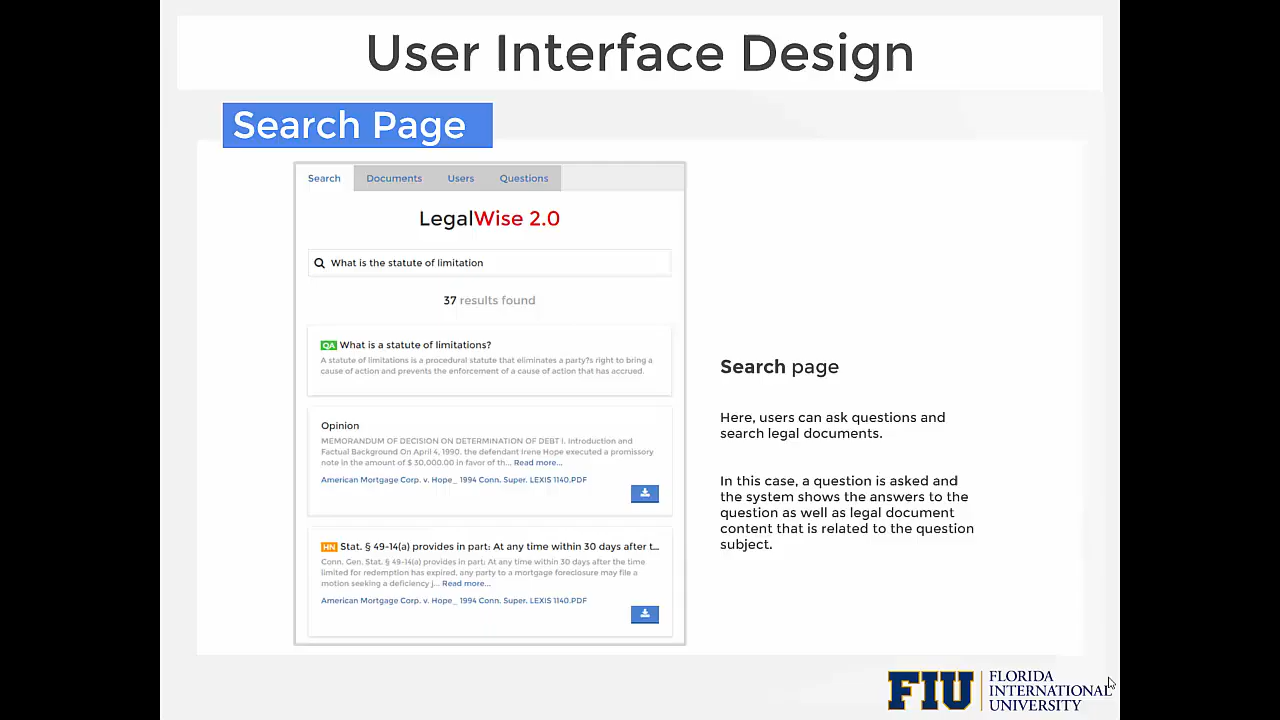 User Interface Design
Search Page
Search Documents Users Questions
LegalWise 2.0
What is the statute of limitation
37 results found
QA What is a statute of limitations?
A statute of limitations is a procedural statute that eliminates a party?s right to bring a
cause of action and prevents the enforcement of a cause of action that has accrued.
Opinion
MEMORANDUM OF DECISION ON DETERMINATION OF DEBT I. Introduction and
Factual Background On April 4, 1990, the defendant Irene Hope executed a promissory
note in the amount of $ 30,000.00 in favor of th... Read more...
American Mortgage Corp. v. Hope_ 1994 Conn. Super. LEXIS 1140.PDF
HN Stat. § 49-14(a) provides in part: At any time within 30 days after t...
Conn. Gen. Stat. § 49-14(a) provides in part: At any time within 30 days after the time
limited for redemption has expired, any party to a mortgage foreclosure may file a
motion seeking a deficiency j... Read more...
American Mortgage Corp. v. Hope_ 1994 Conn. Super. LEXIS 1140.PDF
Search page
Here, users can ask questions and
search legal documents.
In this case, a question is asked and
the system shows the answers to the
question as well as legal document
content that is related to the question
subject.
FIU
FLORIDA
INTERNATIONAL
UNIVERSITY